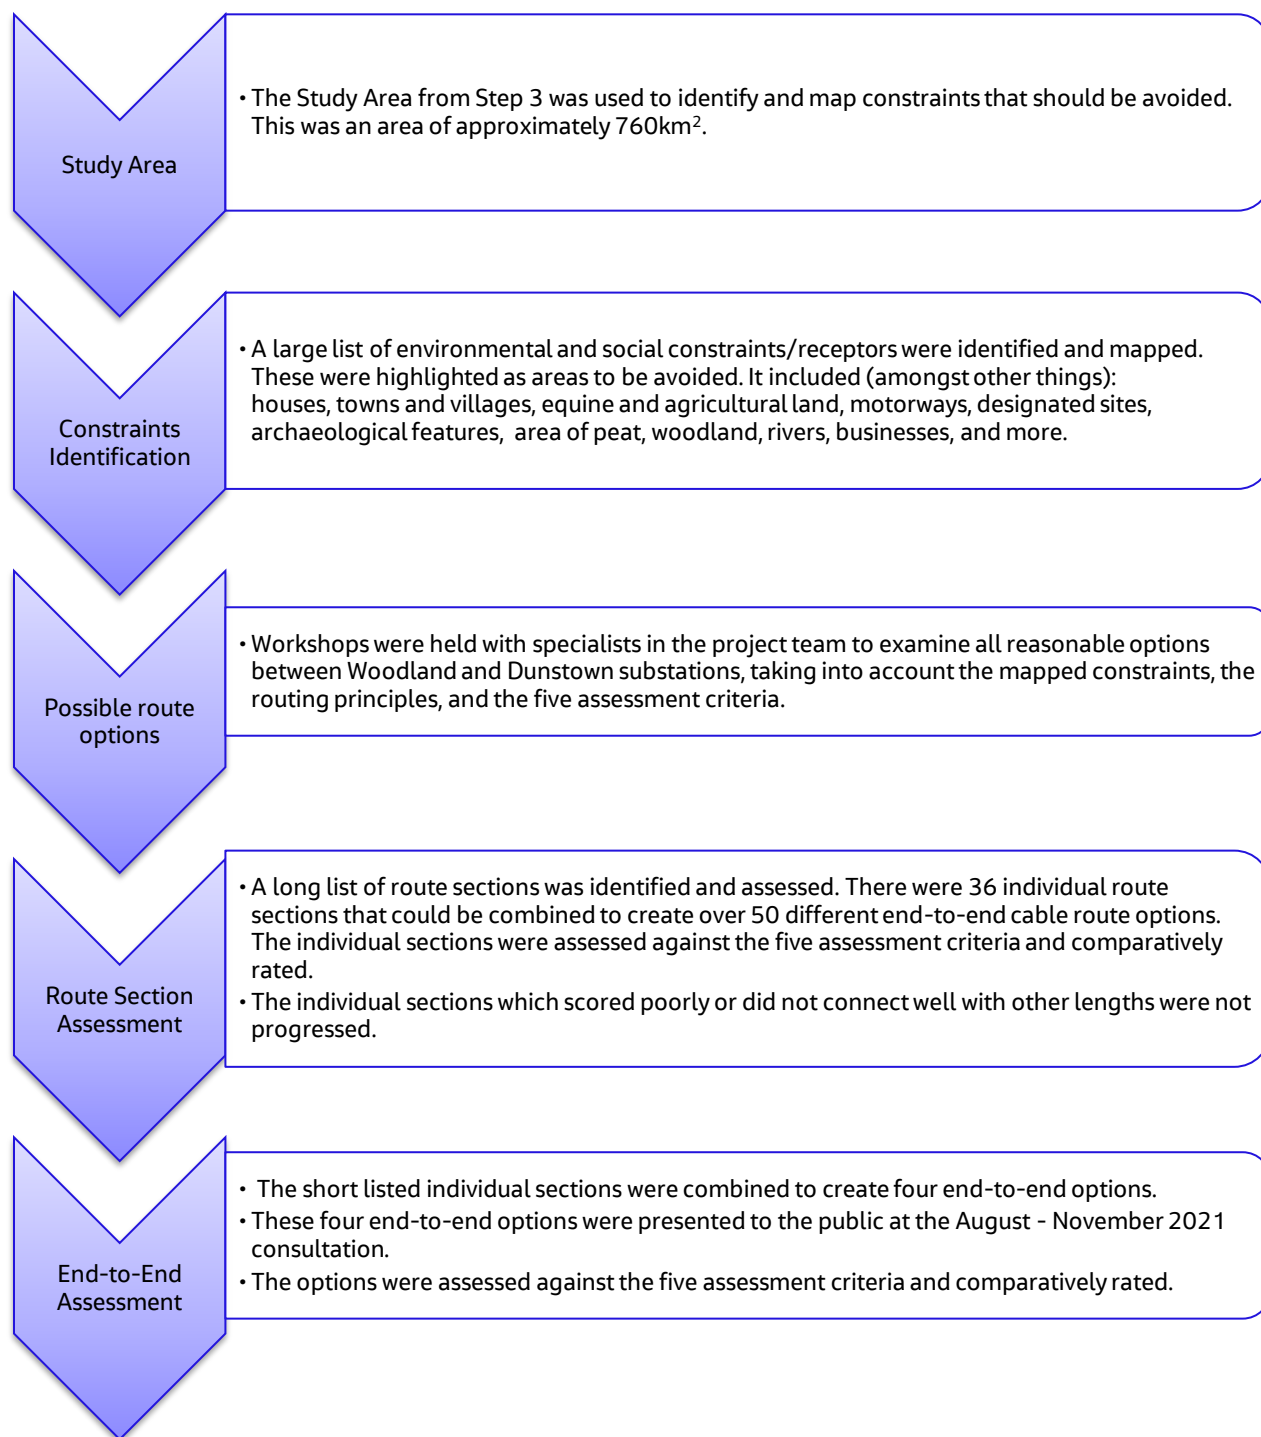 Study Area
• The Study Area from Step 3 was used to identify and map constraints that should be avoided.
This was an area of approximately 760km².
Constraints
Identification
• A large list of environmental and social constraints/receptors were identified and mapped.
These were highlighted as areas to be avoided. It included (amongst other things):
houses, towns and villages, equine and agricultural land, motorways, designated sites,
archaeological features, area of peat, woodland, rivers, businesses, and more.
Possible route
options
• Workshops were held with specialists in the project team to examine all reasonable options
between Woodland and Dunstown substations, taking into account the mapped constraints, the
routing principles, and the five assessment criteria.
Route Section
Assessment
• A long list of route sections was identified and assessed. There were 36 individual route
sections that could be combined to create over 50 different end-to-end cable route options.
The individual sections were assessed against the five assessment criteria and comparatively
rated.
• The individual sections which scored poorly or did not connect well with other lengths were not
progressed.
End-to-End
Assessment
• The short listed individual sections were combined to create four end-to-end options.
• These four end-to-end options were presented to the public at the August - November 2021
consultation.
• The options were assessed against the five assessment criteria and comparatively rated.